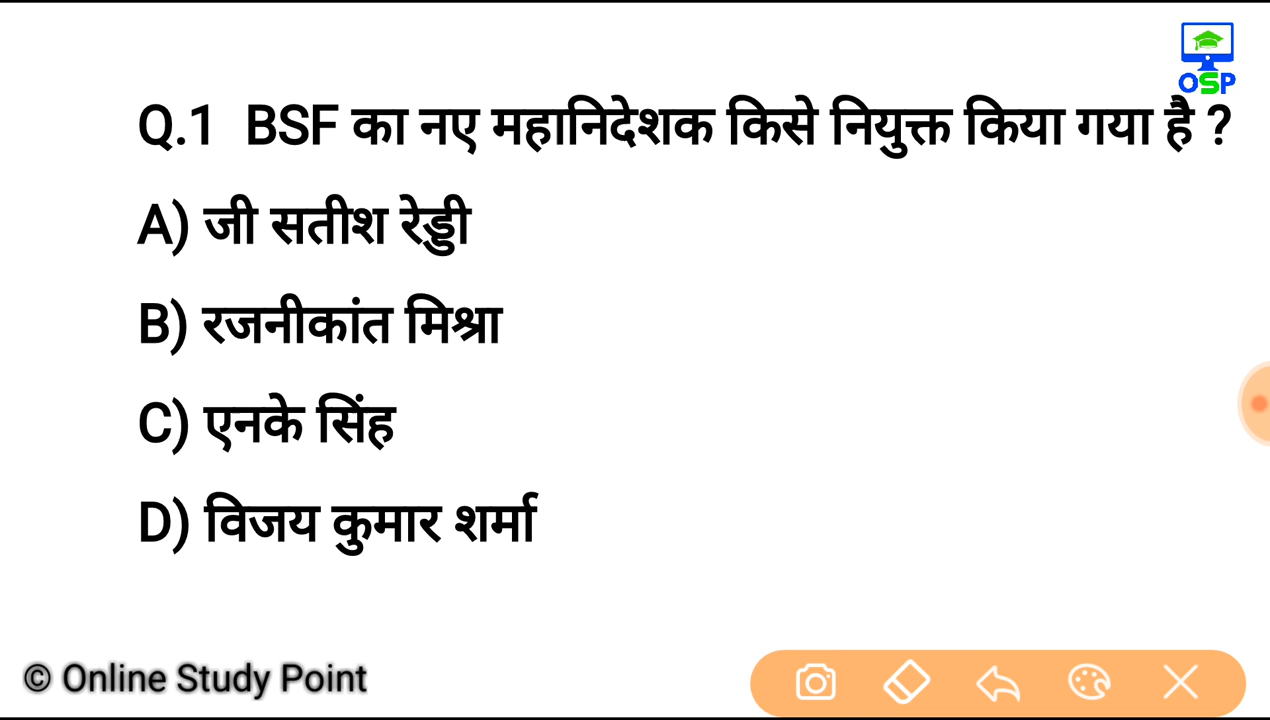 OSP
Q.1 BSF का नए महानिदेशक किसे नियुक्त किया गया है ?
A) जी सतीश रेड्डी
B) रजनीकांत मिश्रा
C) एनके सिंह
D) विजय कुमार शर्मा
© Online Study Point